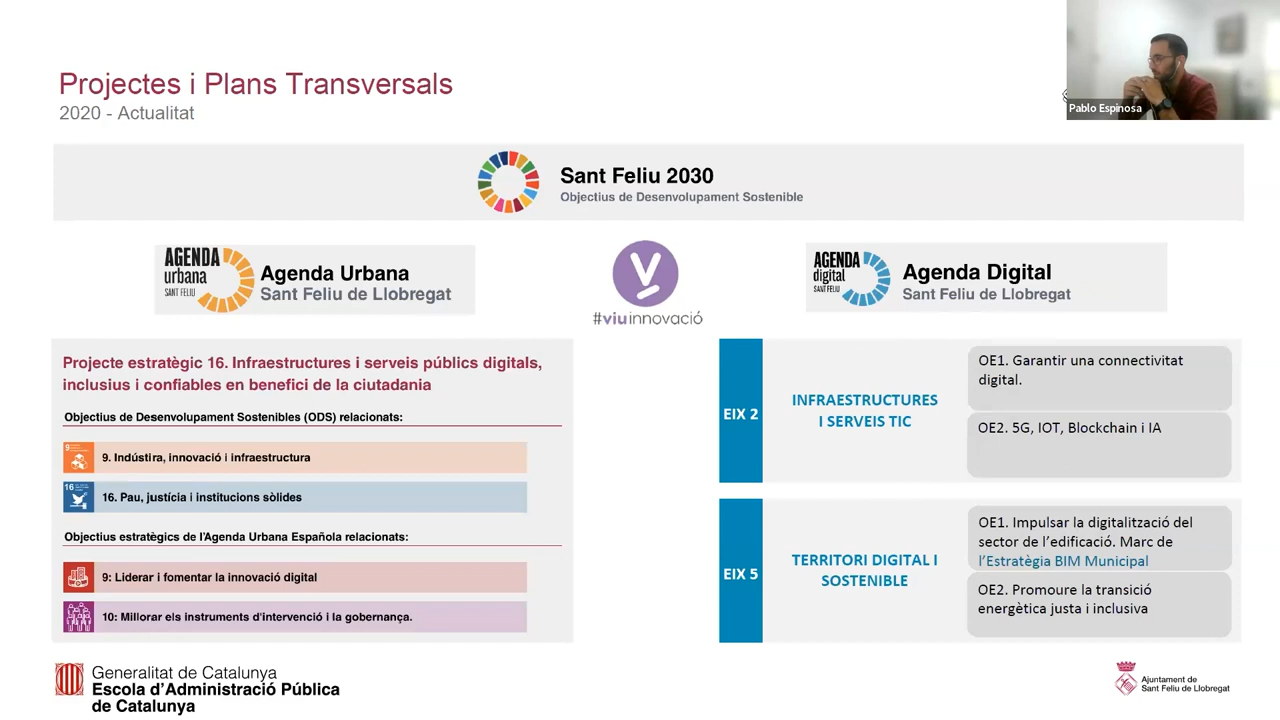 Projectes i Plans Transversals
2020 - Actualitat
Pablo Espinosa
Sant Feliu 2030
Objectius de Desenvolupament Sostenible
AGENDA
urbana
SANT FELIU
Agenda Urbana
Sant Feliu de Llobregat
#viuinnovació
AGENDA
digital
SANT FELIU
Agenda Digital
Sant Feliu de Llobregat
Projecte estratègic 16. Infraestructures i serveis públics digitals,
inclusius i confiables en benefici de la ciutadania
Objectius de Desenvolupament Sostenibles (ODS) relacionats:
9
9. Indústira, innovació i infraestructura
16
16. Pau, justícia i institucions sòlides
Objectius estratègics de l'Agenda Urbana Española relacionats:
9: Liderar i fomentar la innovació digital
10: Millorar els instruments d'intervenció i la gobernança.
EIX 2
INFRAESTRUCTURES
I SERVEIS TIC
OE1. Garantir una connectivitat
digital.
OE2. 5G, IOT, Blockchain i IA
EIX 5
TERRITORI DIGITAL I
SOSTENIBLE
OE1. Impulsar la digitalització del
sector de l'edificació. Marc de
l'Estratègia BIM Municipal
OE2. Promoure la transició
energètica justa i inclusiva
Generalitat de Catalunya
Escola d'Administració Pública
de Catalunya
Ajuntament de
Sant Feliu de Llobregat